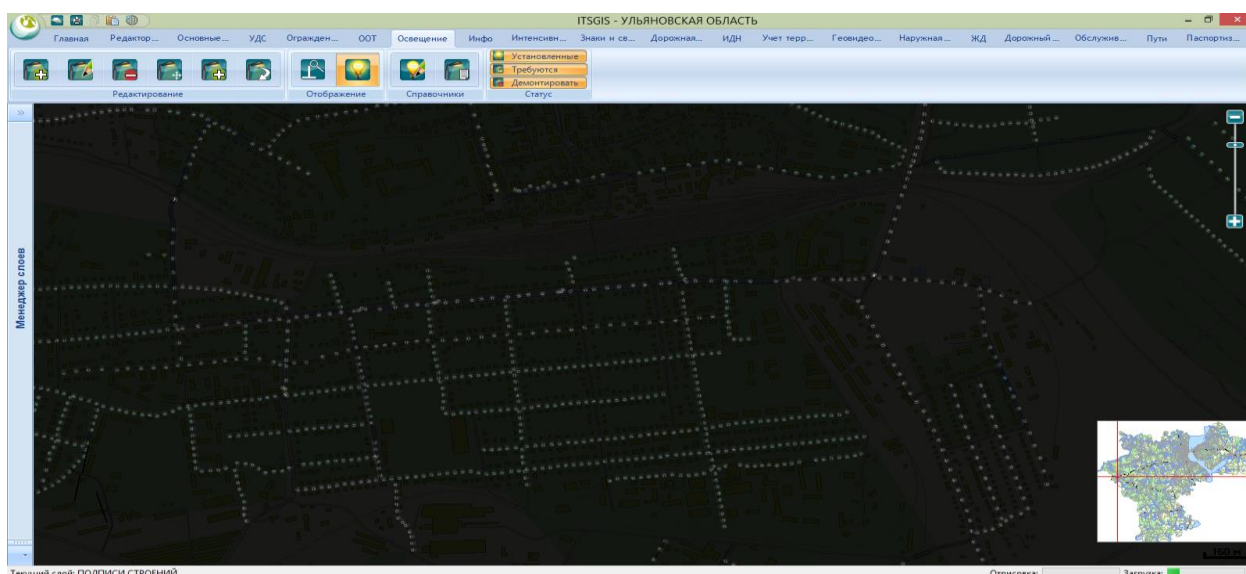 ITSGIS - УЛЬЯНОВСКАЯ ОБЛАСТЬ
Главная Редактор... Основные... УДС Огражден... ООТ Освещение Инфо Интенсивн... Знаки и св... Дорожная... ИДН Учет терр... Геовидео... Наружная... ЖД Дорожный ... Обслужив... Пути Паспортиз...
Установленные
Требуются
Демонтировать
Редактирование Отображение Справочники Статус
Менеджер слоев
160 м
Текущий слой: ПОДПИСИ СТРОЕНИЙ Отрисовка: Загрузка: